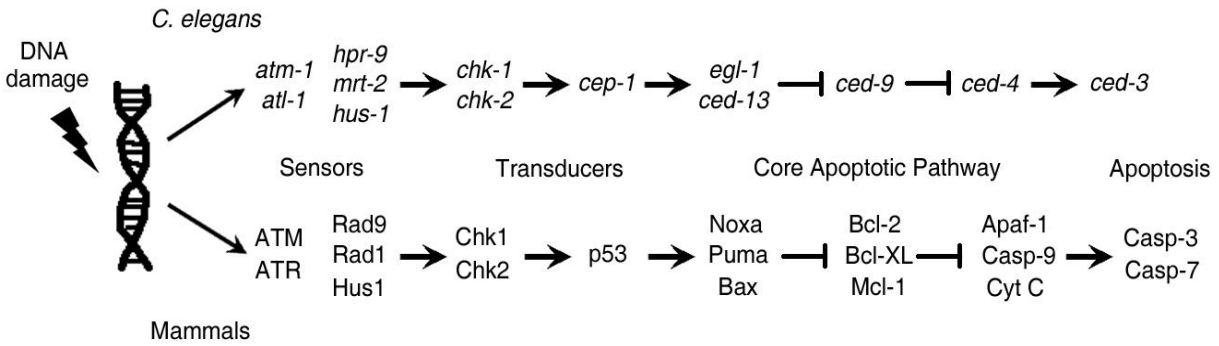 C. elegans
DNA
damage
atm-1
atl-1
hpr-9
mrt-2
hus-1
chk-1
chk-2
cep-1
egl-1
ced-13
ced-9
ced-4
ced-3
Sensors
Transducers
Core Apoptotic Pathway
Apoptosis
ATM
ATR
Rad9
Rad1
Hus1
Chk1
Chk2
p53
Noxa
Puma
Bax
Bcl-2
Bcl-XL
Mcl-1
Apaf-1
Casp-9
Cyt C
Casp-3
Casp-7
Mammals